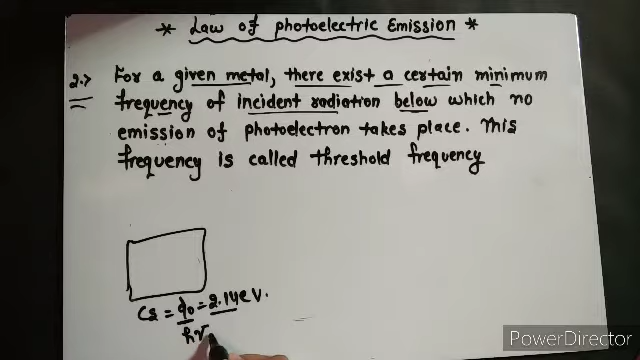 * Law of photoelectric Emission *
2.> For a given metal, there exist a certain minimum
frequency of incident radiation below which no
emission of photoelectron takes place. This
frequency is called threshold frequency
Cs = ϕ0 = 2.14eV.
hν
PowerDirector